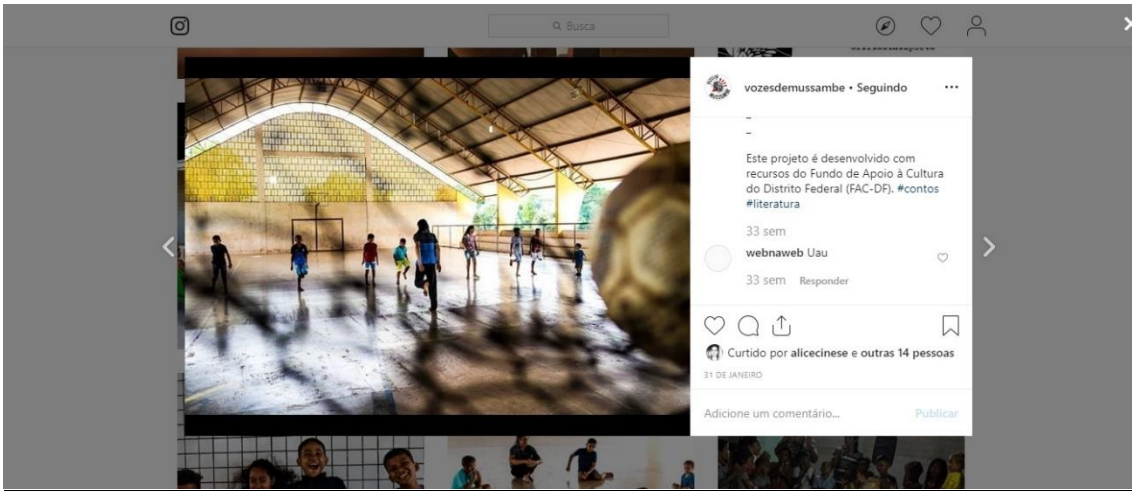 Busca
vozesdemussambe • Seguindo
Este projeto é desenvolvido com
recursos do Fundo de Apoio à Cultura
do Distrito Federal (FAC-DF). #contos
#literatura
33 sem
webnaweb Uau
33 sem Responder
Curtido por alicecinese e outras 14 pessoas
31 DE JANEIRO
Adicione um comentário... Publicar